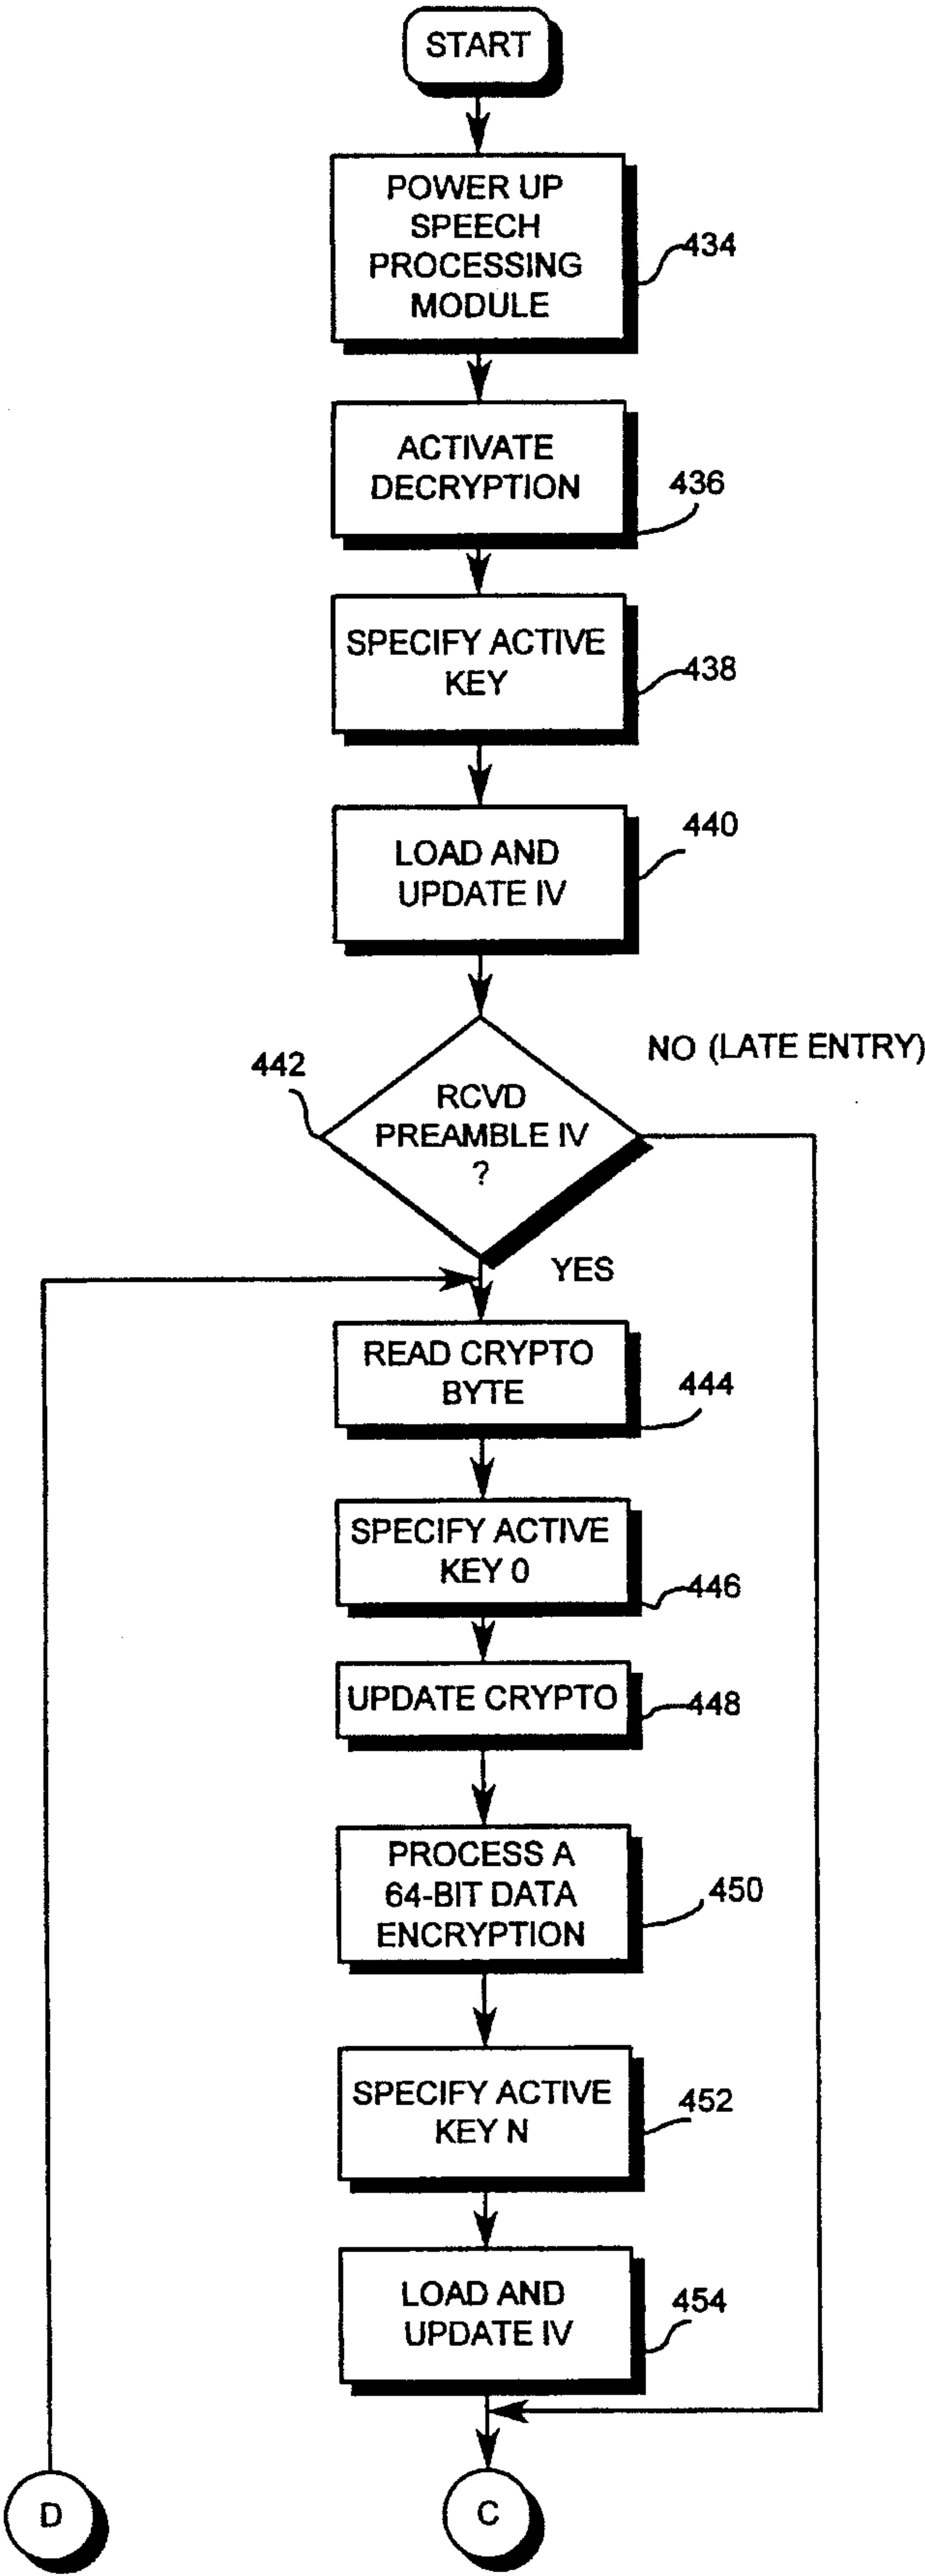 START
POWER UP
SPEECH
PROCESSING
MODULE
434
ACTIVATE
DECRYPTION
436
SPECIFY ACTIVE
KEY
438
LOAD AND
UPDATE IV
440
442
RCVD
PREAMBLE IV
?
NO (LATE ENTRY)
YES
READ CRYPTO
BYTE
444
SPECIFY ACTIVE
KEY 0
446
UPDATE CRYPTO
448
PROCESS A
64-BIT DATA
ENCRYPTION
450
SPECIFY ACTIVE
KEY N
452
LOAD AND
UPDATE IV
454
D
C